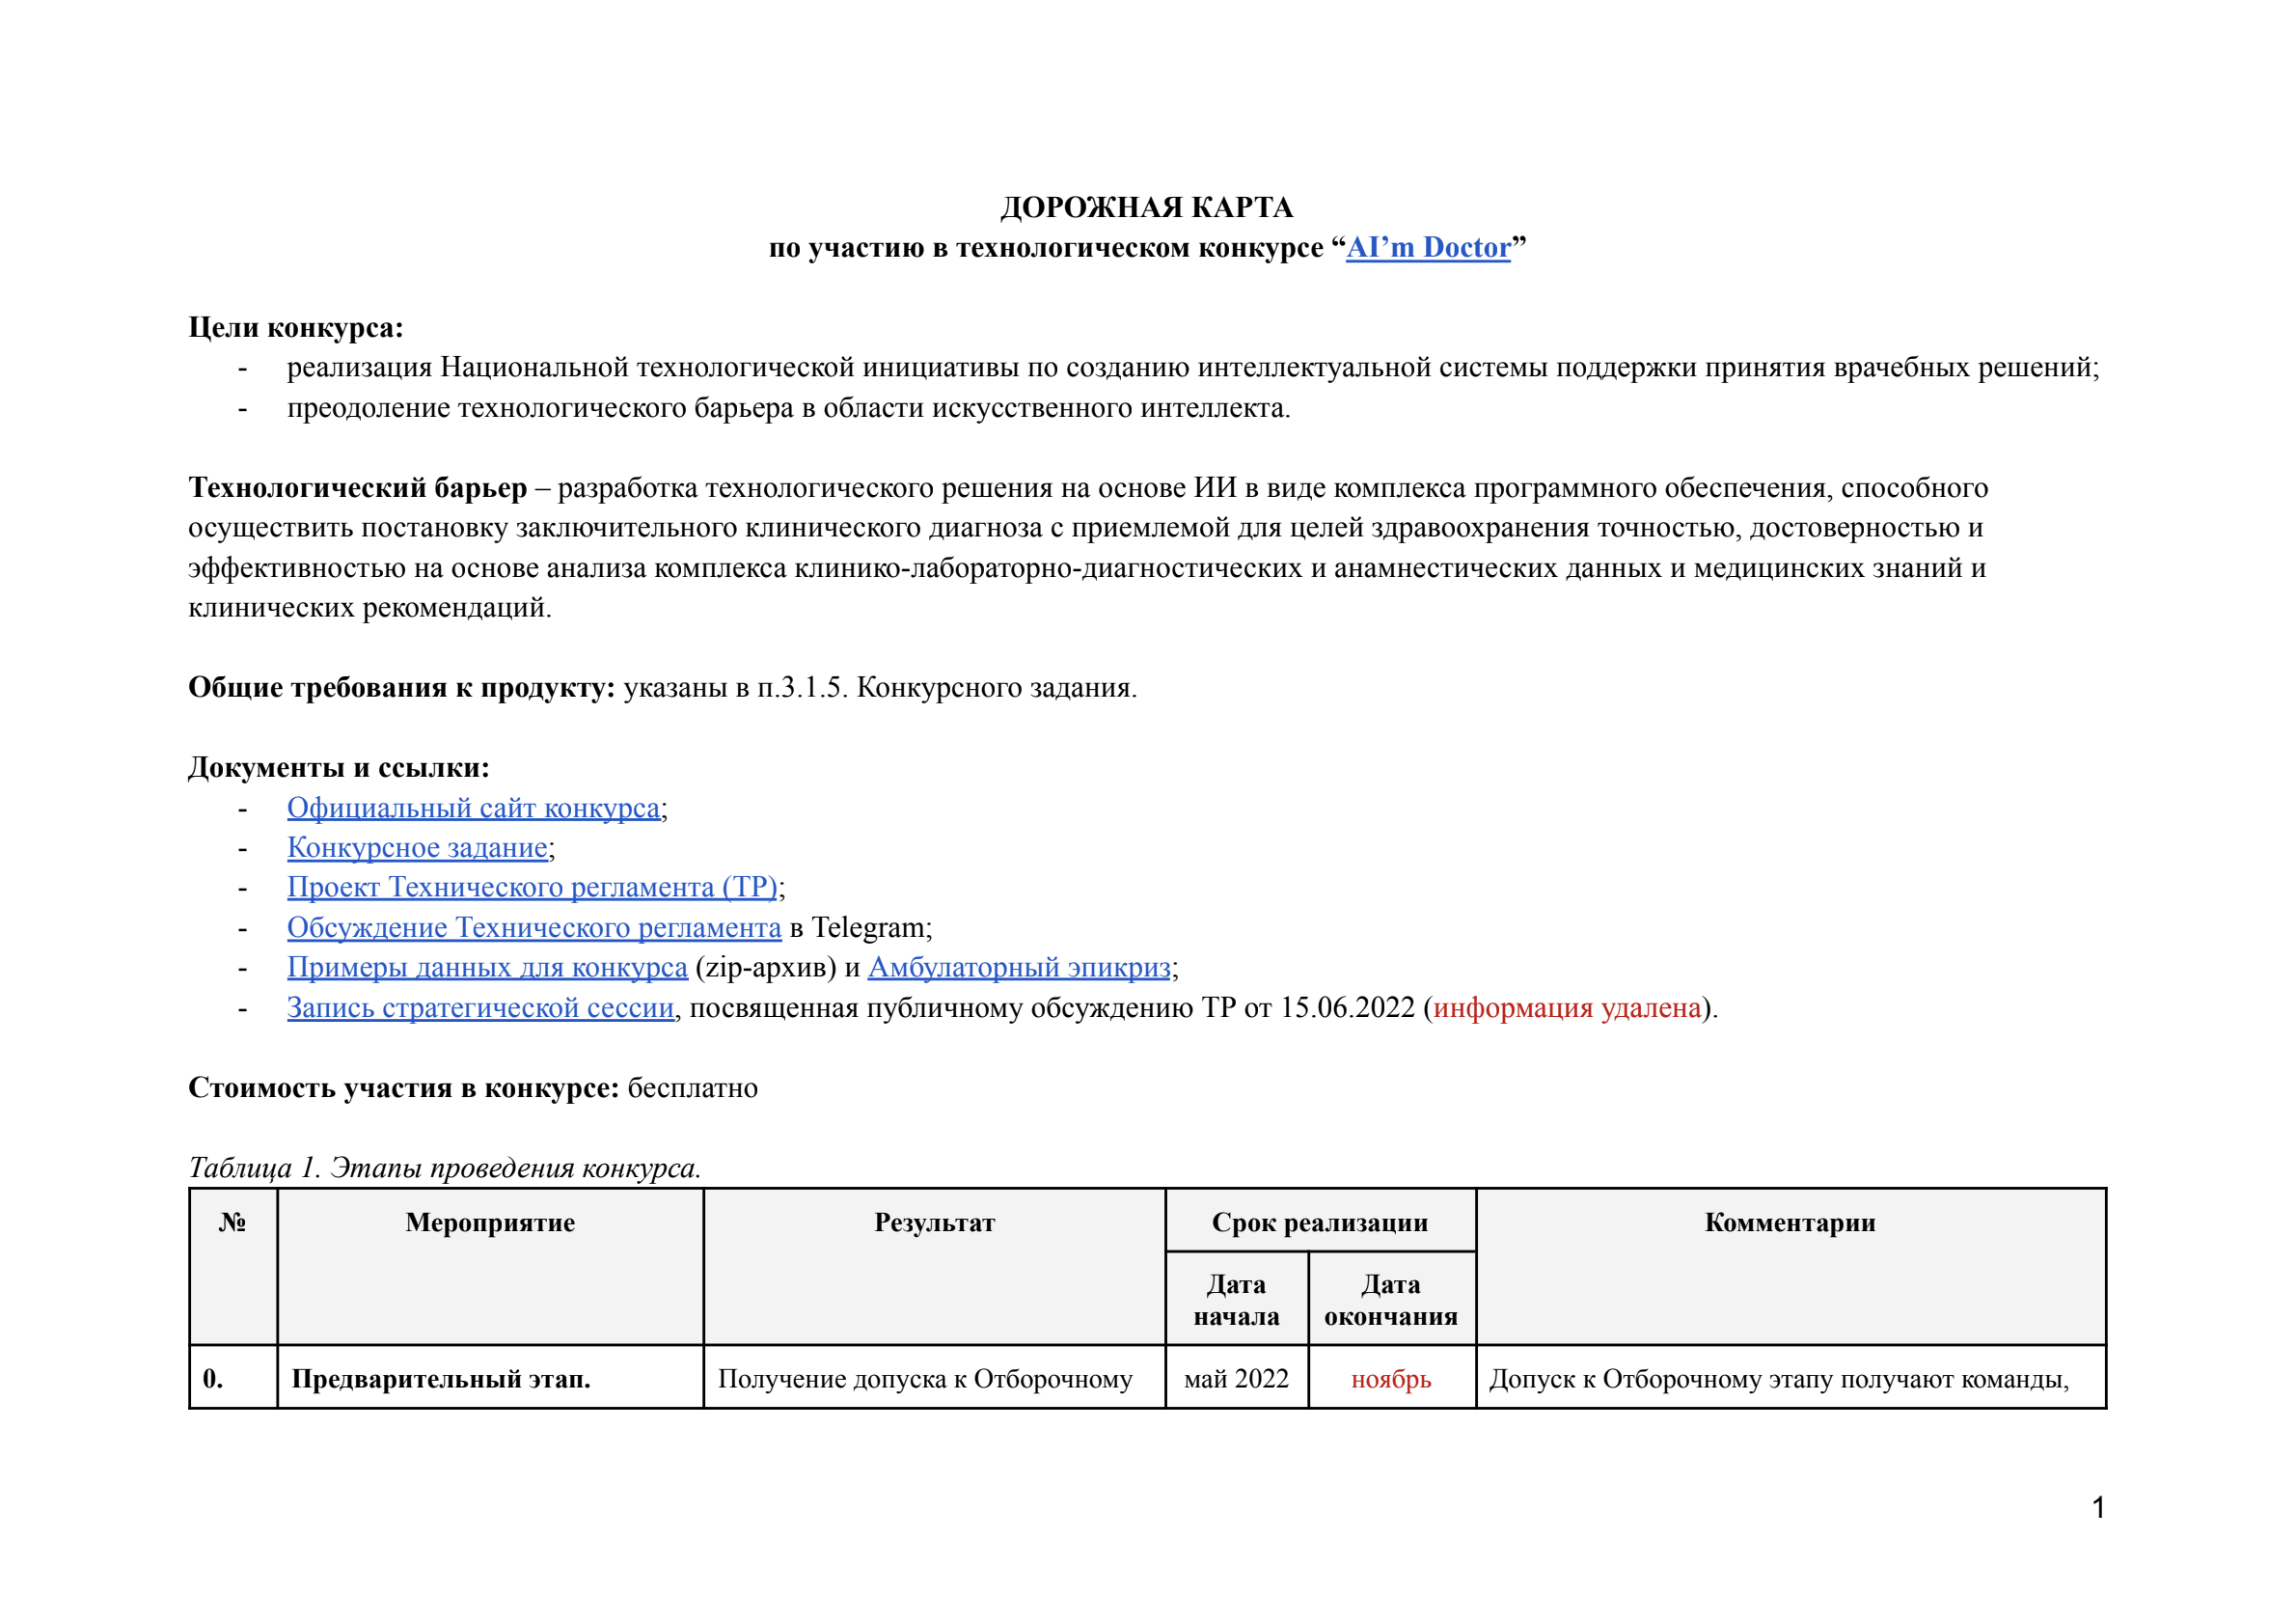 ДОРОЖНАЯ КАРТА
по участию в технологическом конкурсе “AI’m Doctor”
Цели конкурса:
- реализация Национальной технологической инициативы по созданию интеллектуальной системы поддержки принятия врачебных решений;
- преодоление технологического барьера в области искусственного интеллекта.
Технологический барьер – разработка технологического решения на основе ИИ в виде комплекса программного обеспечения, способного
осуществить постановку заключительного клинического диагноза с приемлемой для целей здравоохранения точностью, достоверностью и
эффективностью на основе анализа комплекса клинико-лабораторно-диагностических и анамнестических данных и медицинских знаний и
клинических рекомендаций.
Общие требования к продукту: указаны в п.3.1.5. Конкурсного задания.
Документы и ссылки:
- Официальный сайт конкурса;
- Конкурсное задание;
- Проект Технического регламента (ТР);
- Обсуждение Технического регламента в Telegram;
- Примеры данных для конкурса (zip-архив) и Амбулаторный эпикриз;
- Запись стратегической сессии, посвященная публичному обсуждению ТР от 15.06.2022 (информация удалена).
Стоимость участия в конкурсе: бесплатно
Таблица 1. Этапы проведения конкурса.
№ Мероприятие Результат Срок реализации Комментарии
Дата начала Дата окончания
0. Предварительный этап. Получение допуска к Отборочному май 2022 ноябрь Допуск к Отборочному этапу получают команды,
1